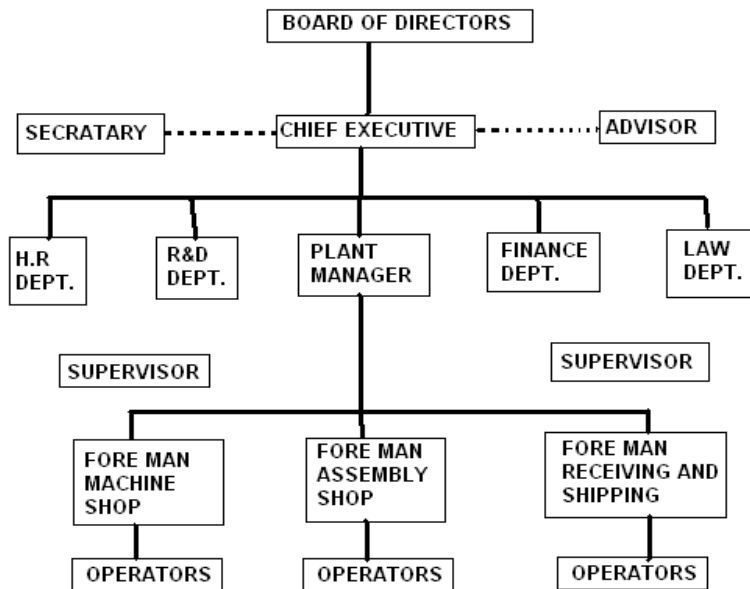 BOARD OF DIRECTORS
SECRATARY
CHIEF EXECUTIVE
ADVISOR
H.R
DEPT.
R&D
DEPT.
PLANT
MANAGER
FINANCE
DEPT.
LAW
DEPT.
SUPERVISOR
SUPERVISOR
FORE MAN
MACHINE
SHOP
FORE MAN
ASSEMBLY
SHOP
FORE MAN
RECEIVING AND
SHIPPING
OPERATORS
OPERATORS
OPERATORS